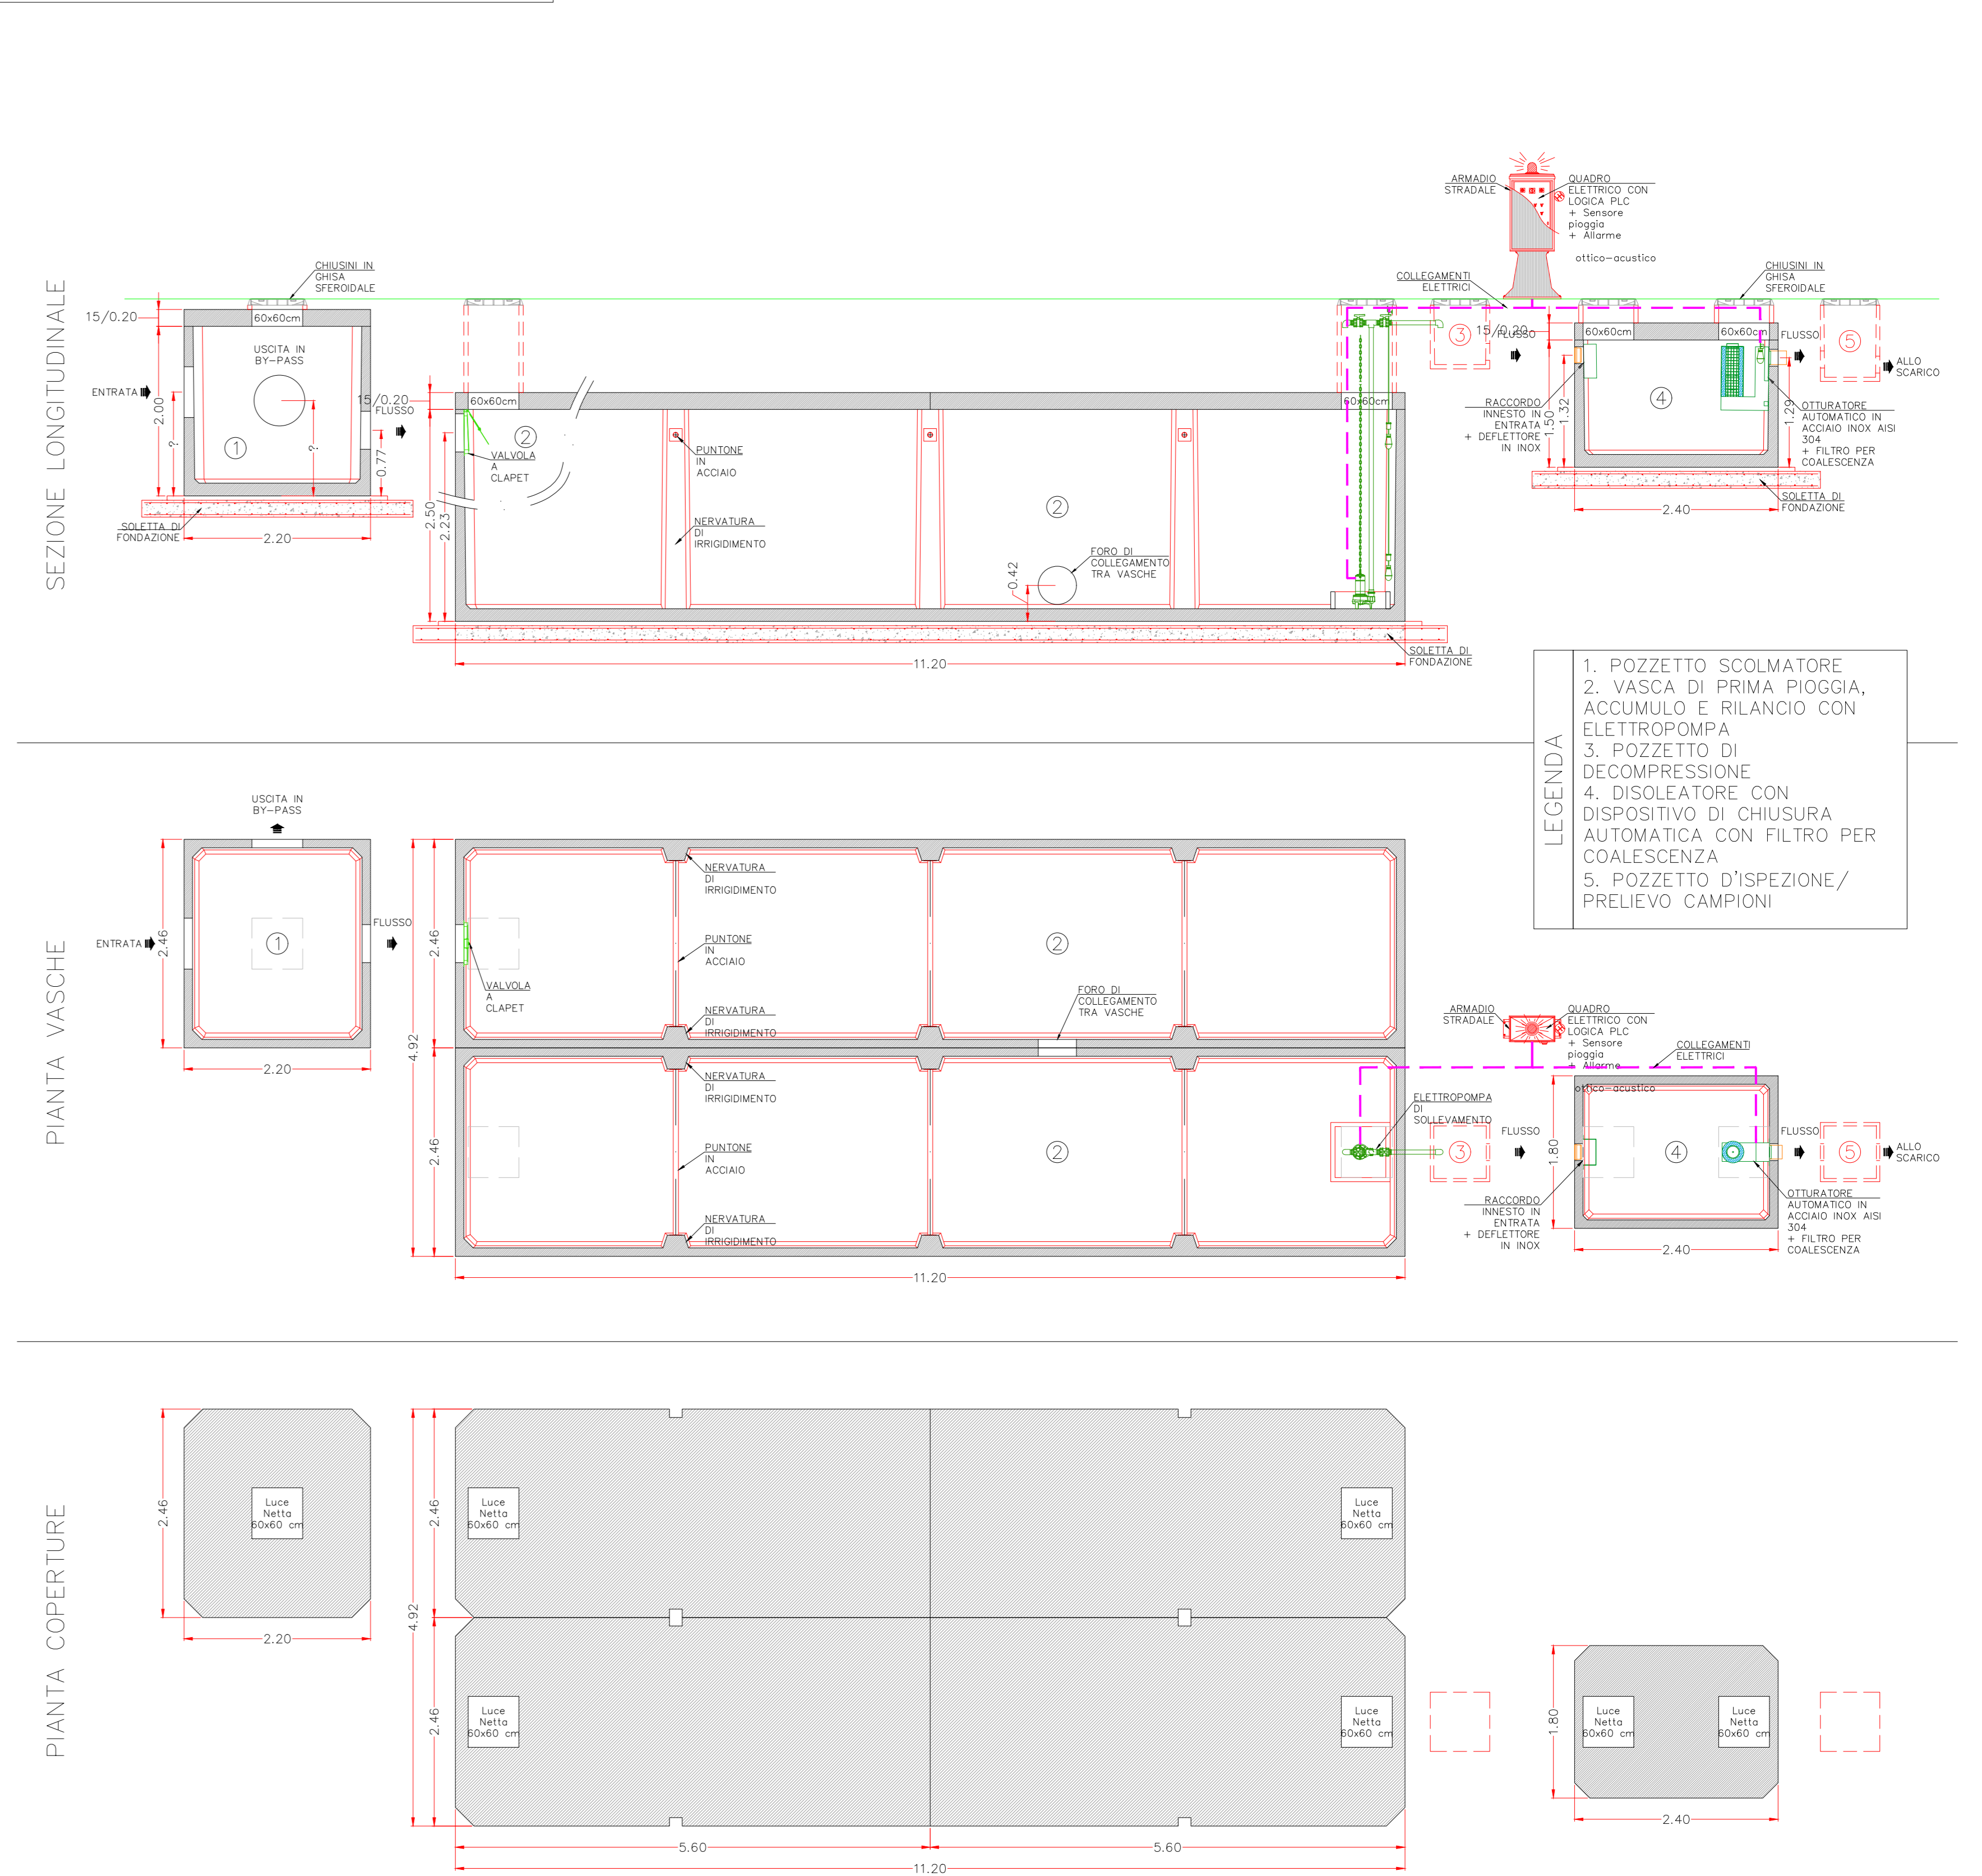 SEZIONE LONGITUDINALE
CHIUSINI IN
GHISA
SFEROIDALE
15/0.20
60x60cm
USCITA IN
BY-PASS
ENTRATA
2.00
?
?
1
0.77
FLUSSO
SOLETTA DI
FONDAZIONE
2.20
15/0.20
60x60cm
2
VALVOLA
A
CLAPET
2.50
2.23
PUNTONE
IN
ACCIAIO
NERVATURA
DI
IRRIGIDIMENTO
2
FORO DI
COLLEGAMENTO
TRA VASCHE
0.42
60x60cm
11.20
SOLETTA DI
FONDAZIONE
ARMADIO
STRADALE
QUADRO
ELETTRICO CON
LOGICA PLC
+ Sensore
pioggia
+ Allarme
ottico-acustico
COLLEGAMENTI
ELETTRICI
CHIUSINI IN
GHISA
SFEROIDALE
3
15/0.20
FLUSSO
60x60cm
60x60cm
FLUSSO
5
ALLO
SCARICO
4
RACCORDO
INNESTO IN
ENTRATA
+ DEFLETTORE
IN INOX
1.50
1.32
1.29
OTTURATORE
AUTOMATICO IN
ACCIAIO INOX AISI
304
+ FILTRO PER
COALESCENZA
SOLETTA DI
FONDAZIONE
2.40
LEGENDA
1. POZZETTO SCOLMATORE
2. VASCA DI PRIMA PIOGGIA,
ACCUMULO E RILANCIO CON
ELETTROPOMPA
3. POZZETTO DI
DECOMPRESSIONE
4. DISOLEATORE CON
DISPOSITIVO DI CHIUSURA
AUTOMATICA CON FILTRO PER
COALESCENZA
5. POZZETTO D'ISPEZIONE/
PRELIEVO CAMPIONI
PIANTA VASCHE
USCITA IN
BY-PASS
ENTRATA
2.46
1
FLUSSO
2.20
4.92
2.46
2.46
VALVOLA
A
CLAPET
NERVATURA
DI
IRRIGIDIMENTO
PUNTONE
IN
ACCIAIO
NERVATURA
DI
IRRIGIDIMENTO
2
FORO DI
COLLEGAMENTO
TRA VASCHE
NERVATURA
DI
IRRIGIDIMENTO
PUNTONE
IN
ACCIAIO
NERVATURA
DI
IRRIGIDIMENTO
2
11.20
ELETTROPOMPA
DI
SOLLEVAMENTO
ARMADIO
STRADALE
QUADRO
ELETTRICO CON
LOGICA PLC
+ Sensore
pioggia
+ Allarme
ottico-acustico
COLLEGAMENTI
ELETTRICI
3
FLUSSO
1.80
4
FLUSSO
5
ALLO
SCARICO
RACCORDO
INNESTO IN
ENTRATA
+ DEFLETTORE
IN INOX
OTTURATORE
AUTOMATICO IN
ACCIAIO INOX AISI
304
+ FILTRO PER
COALESCENZA
2.40
PIANTA COPERTURE
2.46
Luce
Netta
60x60 cm
2.20
4.92
2.46
2.46
Luce
Netta
60x60 cm
Luce
Netta
60x60 cm
Luce
Netta
60x60 cm
Luce
Netta
60x60 cm
5.60
5.60
11.20
1.80
Luce
Netta
60x60 cm
Luce
Netta
60x60 cm
2.40